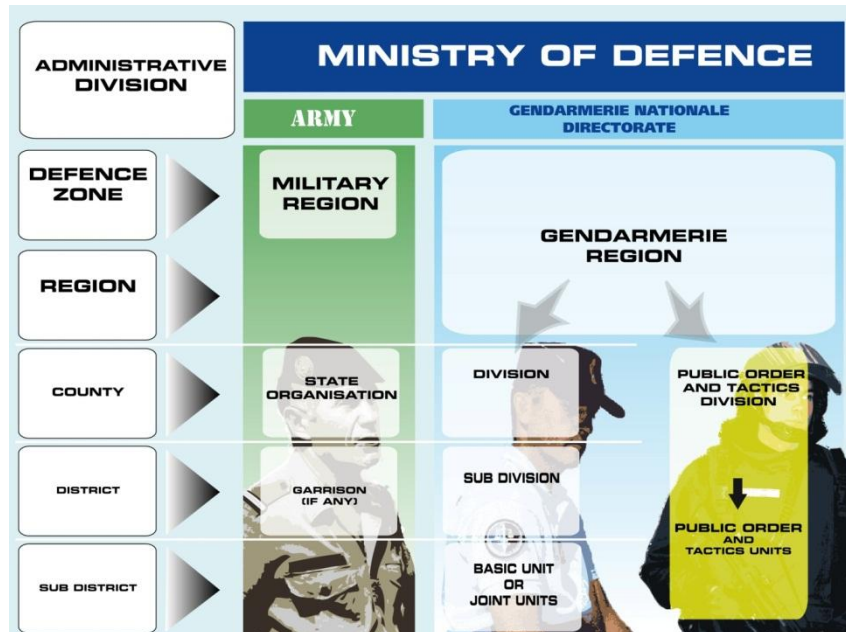 ADMINISTRATIVE
DIVISION
MINISTRY OF DEFENCE
ARMY
GENDARMERIE NATIONALE
DIRECTORATE
DEFENCE
ZONE
MILITARY
REGION
GENDARMERIE
REGION
REGION
COUNTY
STATE
ORGANISATION
DIVISION
PUBLIC ORDER
AND TACTICS
DIVISION
DISTRICT
GARRISON
(IF ANY)
SUB DIVISION
PUBLIC ORDER
AND
TACTICS UNITS
SUB DISTRICT
BASIC UNIT
OR
JOINT UNITS